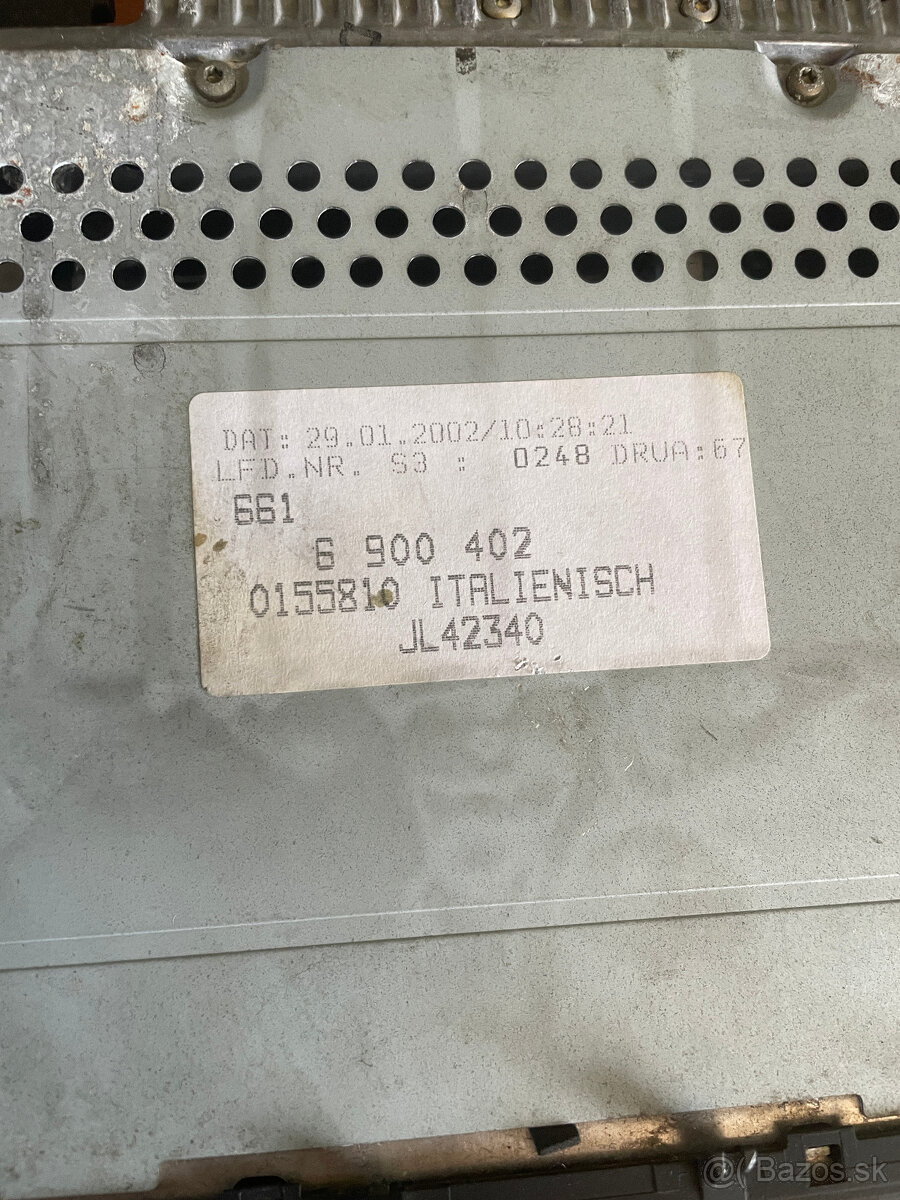 DAT: 29.01.2002/10:28:21
LFD.NR. S3 : 0248 DRUA:67
661
6 900 402
0155810 ITALIENISCH
JL42340
Bazos.sk